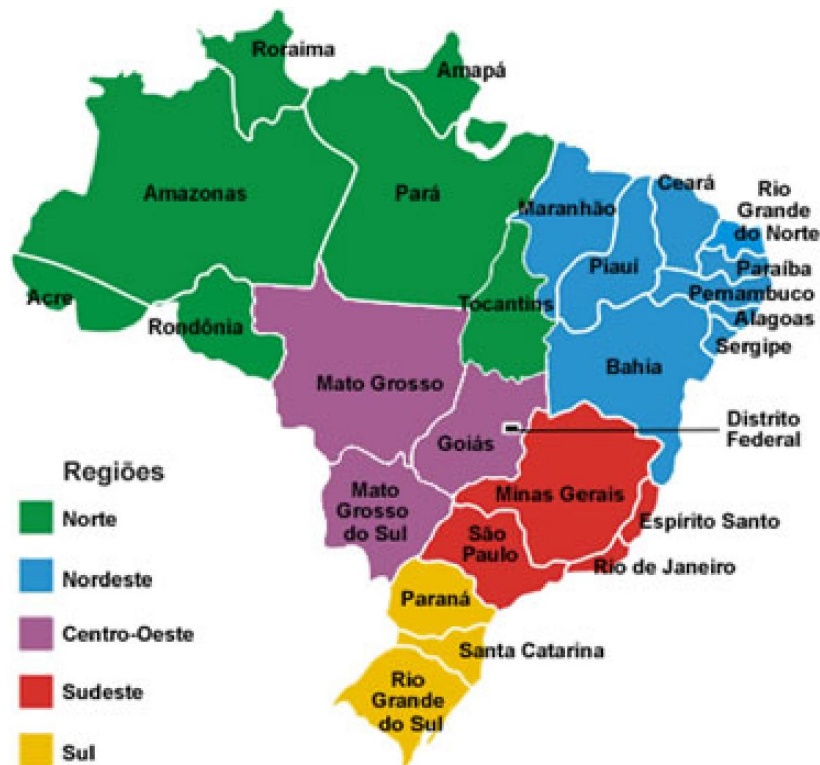 Roraima
Amapá
Amazonas
Pará
Maranhão
Ceará
Rio
Grande
do Norte
Piauí
Paraíba
Pernambuco
Alagoas
Sergipe
Acre
Rondônia
Tocantins
Bahia
Mato Grosso
Distrito
Federal
Goiás
Regiões
Norte
Nordeste
Centro-Oeste
Sudeste
Sul
Mato
Grosso
do Sul
Minas Gerais
Espírito Santo
São
Paulo
Rio de Janeiro
Paraná
Santa Catarina
Rio
Grande
do Sul